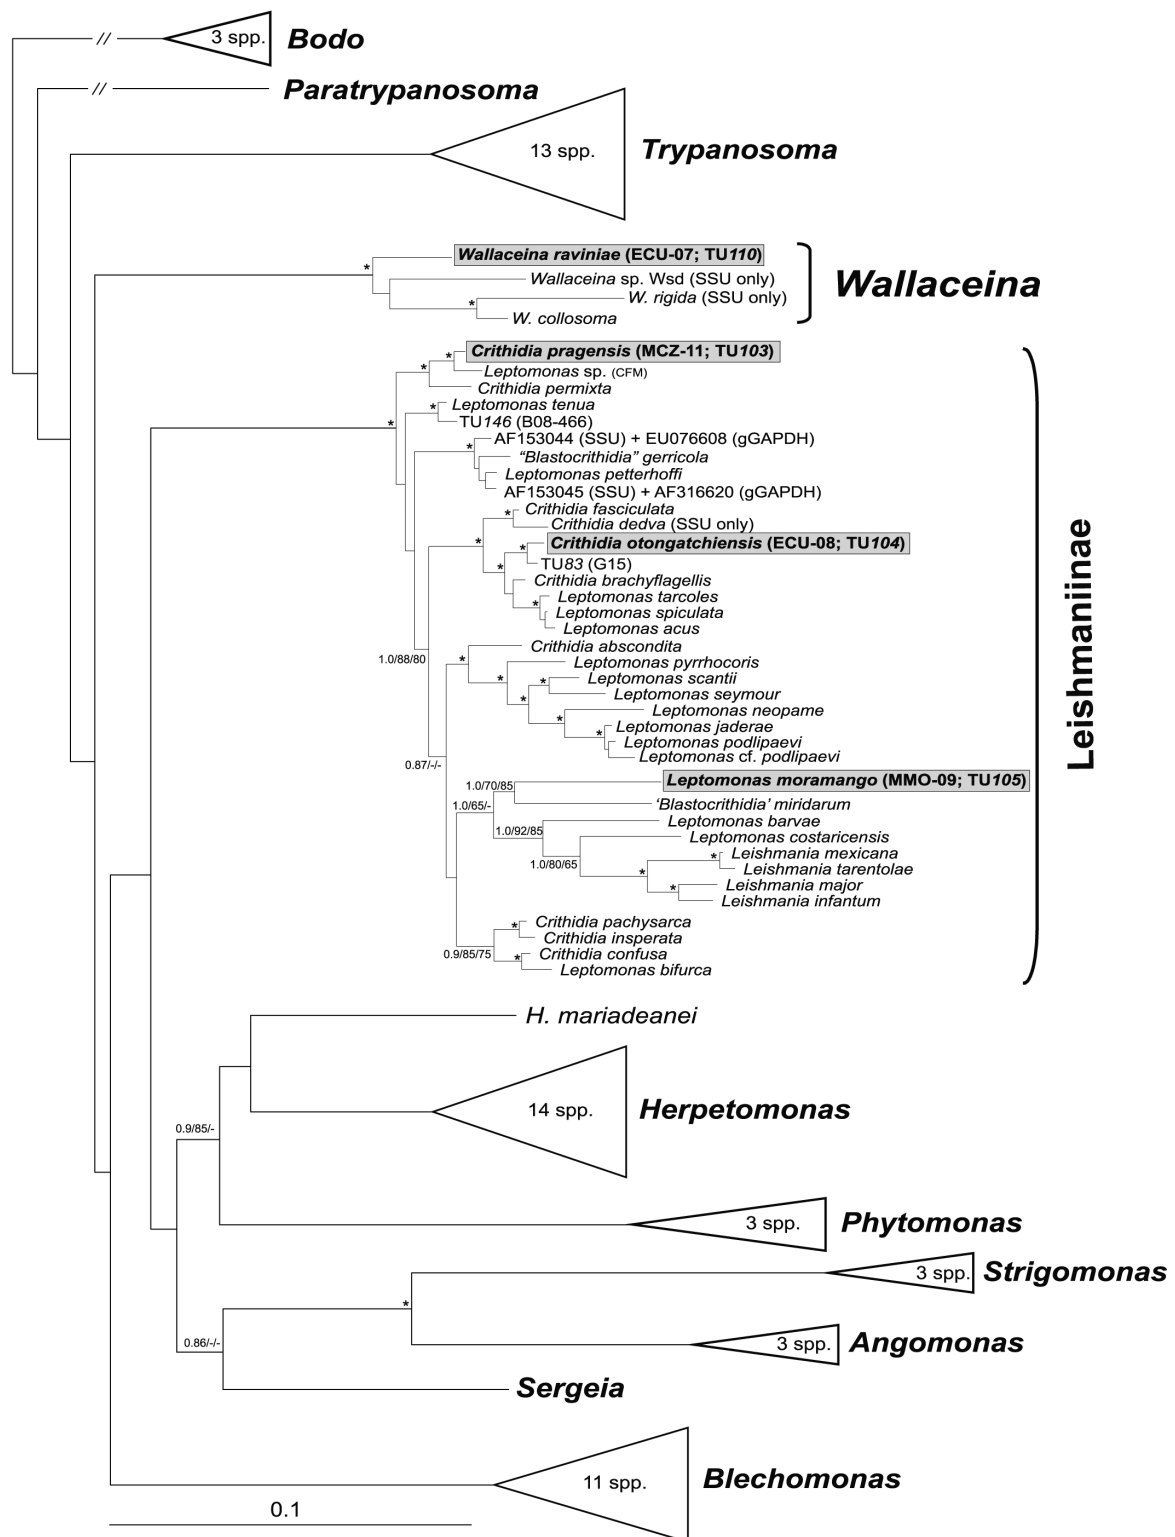 3 spp. Bodo
Paratrypanosoma
13 spp. Trypanosoma
Wallaceina raviniae (ECU-07; TU110)
*
Wallaceina sp. Wsd (SSU only)
Wallaceina
W. rigida (SSU only)
*
W. collosoma
Crithidia pragensis (MCZ-11; TU103)
*
*
Leptomonas sp. (CFM)
Crithidia permixta
Leptomonas tenua
*
*
TU146 (B08-466)
AF153044 (SSU) + EU076608 (gGAPDH)
*
"Blastocrithidia" gerricola
Leptomonas petterhoffi
AF153045 (SSU) + AF316620 (gGAPDH)
Crithidia fasciculata
*
Crithidia dedva (SSU only)
*
Crithidia otongatchiensis (ECU-08; TU104)
*
TU83 (G15)
*
Crithidia brachyflagellis
Leptomonas tarcoles
*
Leptomonas spiculata
Leptomonas acus
Crithidia abscondita
1.0/88/80
*
Leptomonas pyrrhocoris
Leptomonas scantii
*
*
Leptomonas seymour
*
Leptomonas neopame
*
Leptomonas jaderae
*
Leptomonas podlipaevi
Leptomonas cf. podlipaevi
0.87/-/-
Leptomonas moramango (MMO-09; TU105)
1.0/70/85
'Blastocrithidia' miridarum
1.0/65/-
Leptomonas barvae
1.0/92/85
Leptomonas costaricensis
Leishmania mexicana
*
1.0/80/65
Leishmania tarentolae
*
Leishmania major
*
Leishmania infantum
Crithidia pachysarca
*
Crithidia insperata
Crithidia confusa
0.9/85/75
*
Leptomonas bifurca
Leishmaniinae
H. mariadeanei
14 spp. Herpetomonas
0.9/85/-
3 spp. Phytomonas
3 spp. Strigomonas
*
0.86/-/-
3 spp. Angomonas
Sergeia
11 spp. Blechomonas
0.1